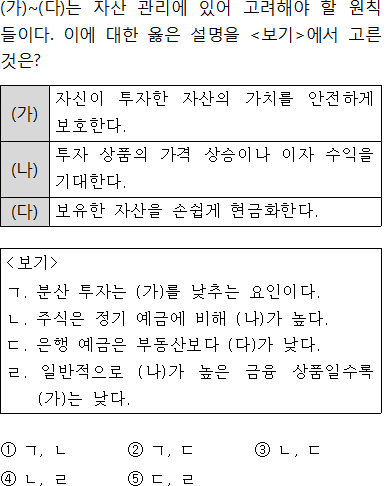 (가)~(다)는 자산 관리에 있어 고려해야 할 원칙
들이다. 이에 대한 옳은 설명을 <보기>에서 고른
것은?
(가) 자신이 투자한 자산의 가치를 안전하게
보호한다.
(나) 투자 상품의 가격 상승이나 이자 수익을
기대한다.
(다) 보유한 자산을 손쉽게 현금화한다.
<보기>
ㄱ. 분산 투자는 (가)를 낮추는 요인이다.
ㄴ. 주식은 정기 예금에 비해 (나)가 높다.
ㄷ. 은행 예금은 부동산보다 (다)가 낮다.
ㄹ. 일반적으로 (나)가 높은 금융 상품일수록
(가)는 낮다.
① ㄱ, ㄴ ② ㄱ, ㄷ ③ ㄴ, ㄷ
④ ㄴ, ㄹ ⑤ ㄷ, ㄹ